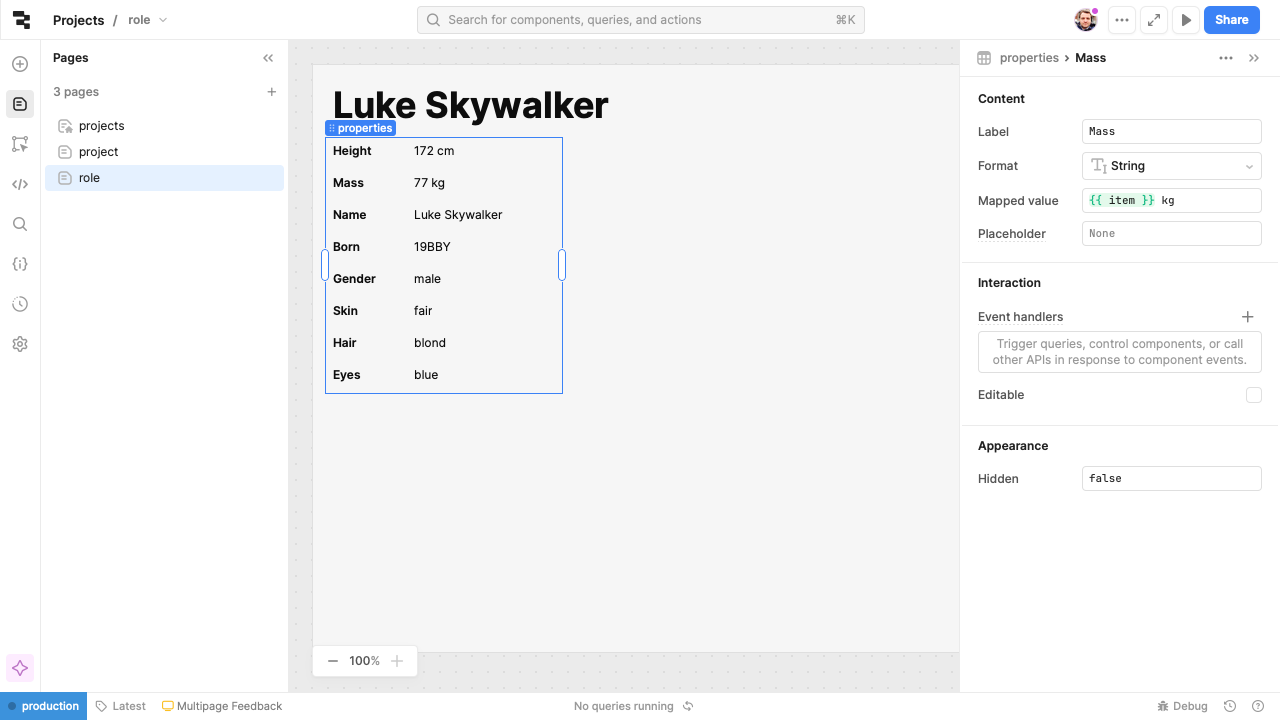 Projects / role
Search for components, queries, and actions ⌘K
Share
Pages
3 pages
projects
project
role
Luke Skywalker
properties
Height 172 cm
Mass 77 kg
Name Luke Skywalker
Born 19BBY
Gender male
Skin fair
Hair blond
Eyes blue
100%
properties > Mass
Content
Label Mass
Format String
Mapped value {{ item }} kg
Placeholder None
Interaction
Event handlers
Trigger queries, control components, or call
other APIs in response to component events.
Editable
Appearance
Hidden false
production Latest Multipage Feedback No queries running Debug